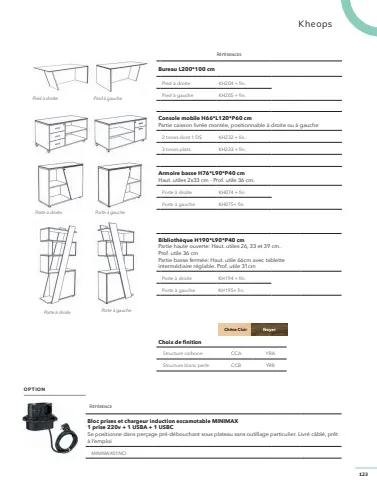 Kheops
Références
Bureau L200*100 cm
Pied à droite KH204 + fin.
Pied à gauche KH205 + fin.
Pied à droite Pied à gauche
Console mobile H66*L120*P60 cm
Partie caisson livrée montée, positionnable à droite ou à gauche
2 tiroirs dont 1 DS KH232 + fin.
3 tiroirs plats KH233 + fin.
Armoire basse H76*L90*P40 cm
Haut. utiles 2x33 cm - Prof. utile 36 cm.
Porte à droite KH074 + fin.
Porte à gauche KH075+ fin.
Porte à droite Porte à gauche
Bibliothèque H190*L90*P40 cm
Partie haute ouverte: Haut. utiles 26, 33 et 39 cm.
Prof. utile 36 cm
Partie basse fermée: Haut. utile 66cm avec tablette
intermédiaire réglable. Prof. utile 31cm
Porte à droite KH194 + fin.
Porte à gauche KH195+ fin.
Porte à droite Porte à gauche
Chêne Clair Noyer
Choix de finition
Structure carbone CCA YRA
Structure blanc perle CCB YRB
OPTION
Référence
Bloc prises et chargeur induction escamotable MINIMAX
1 prise 220v + 1 USBA + 1 USBC
Se positionne dans perçage pré-débouchant sous plateau sans outillage particulier. Livré câblé, prêt
à l'emploi
123